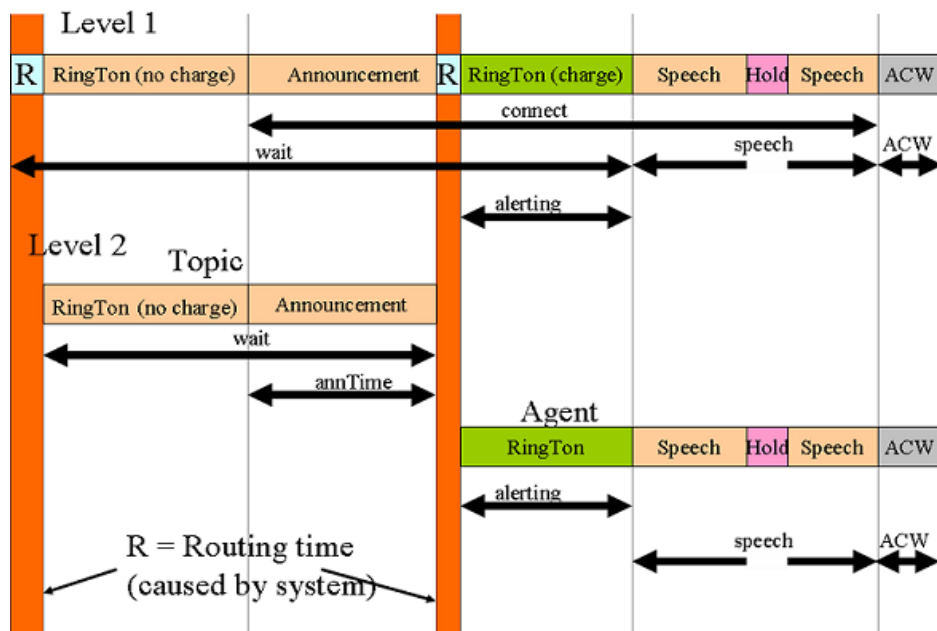 Level 1
R
RingTon (no charge)
Announcement
R
RingTon (charge)
Speech
Hold
Speech
ACW
connect
wait
speech
ACW
alerting
Level 2
Topic
RingTon (no charge)
Announcement
wait
annTime
Agent
RingTon
Speech
Hold
Speech
ACW
alerting
R = Routing time
(caused by system)
speech
ACW